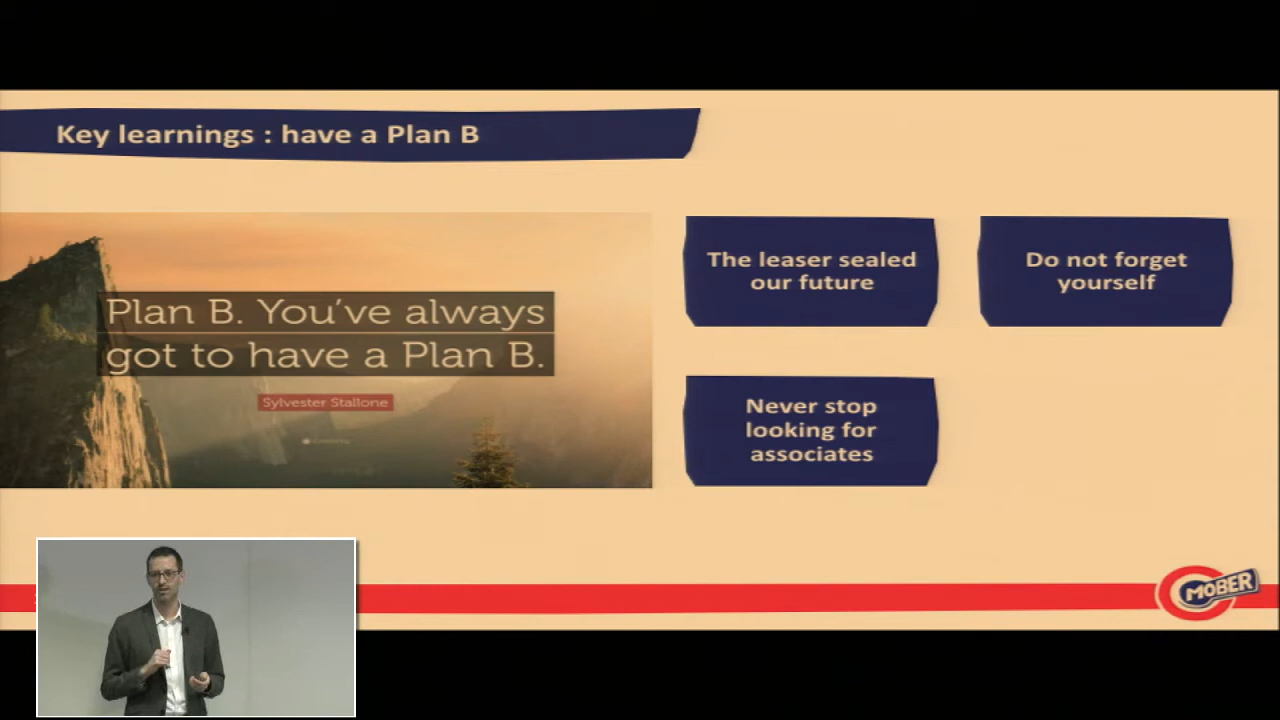 Key learnings : have a Plan B
Plan B. You’ve always
got to have a Plan B.
Sylvester Stallone
The leaser sealed
our future
Do not forget
yourself
Never stop
looking for
associates
MOBER